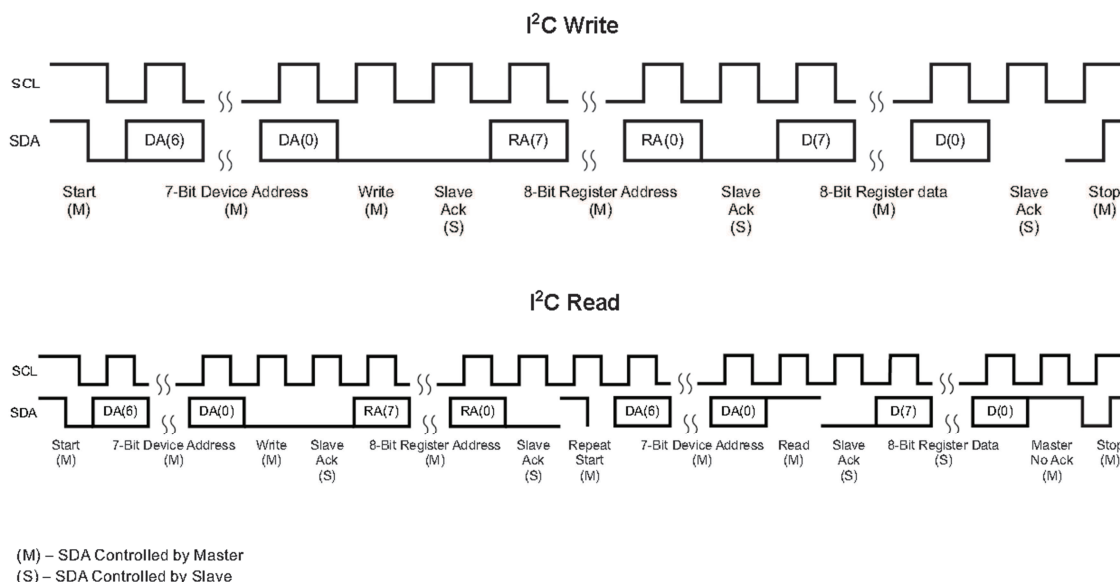 I²C Write
SCL
SDA DA(6) DA(0) RA(7) RA(0) D(7) D(0)
Start 7-Bit Device Address Write Slave 8-Bit Register Address Slave 8-Bit Register data Slave Stop
(M) (M) (M) Ack (M) Ack (M) Ack (M)
(S) (S) (S)
I²C Read
SCL
SDA DA(6) DA(0) RA(7) RA(0) DA(6) DA(0) D(7) D(0)
Start 7-Bit Device Address Write Slave 8-Bit Register Address Slave Repeat 7-Bit Device Address Read Slave 8-Bit Register Data Master Stop
(M) (M) (M) Ack (M) Ack Start (M) (M) Ack (S) No Ack (M)
(S) (S) (M) (S) (M)
(M) – SDA Controlled by Master
(S) – SDA Controlled by Slave